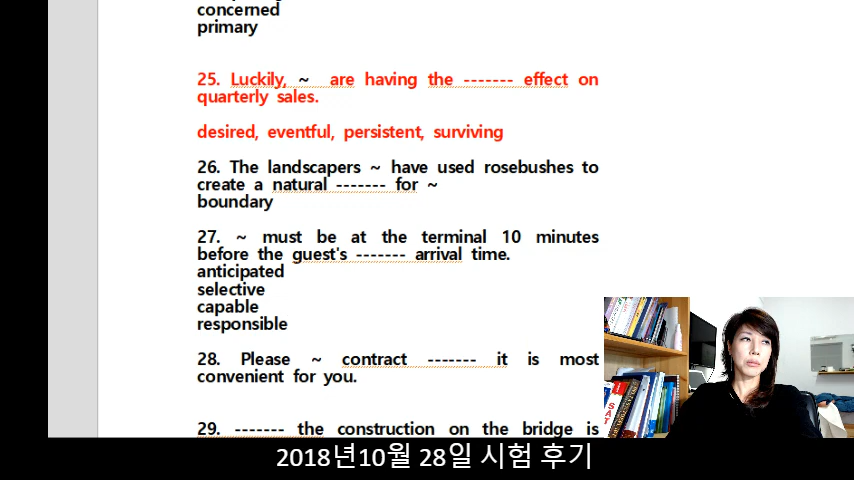 concerned
primary
25. Luckily, ~ are having the ------- effect on
quarterly sales.
desired, eventful, persistent, surviving
26. The landscapers ~ have used rosebushes to
create a natural ------- for ~
boundary
27. ~ must be at the terminal 10 minutes
before the guest's ------- arrival time.
anticipated
selective
capable
responsible
28. Please ~ contract ------- it is most
convenient for you.
29. ------- the construction on the bridge is
SAT
2018년10월 28일 시험 후기